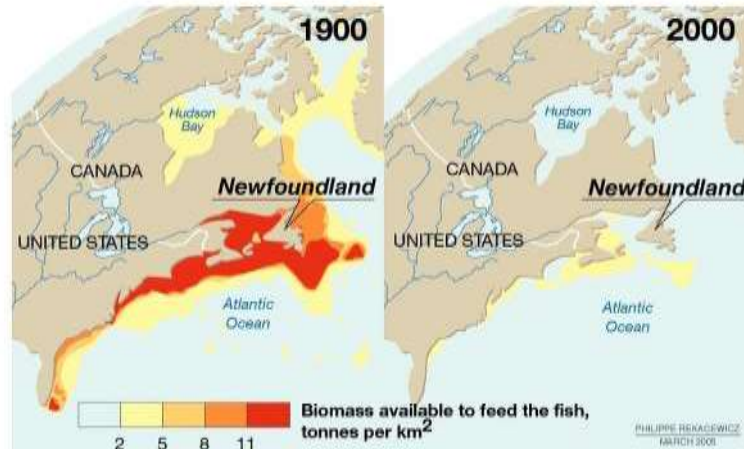 1900
Hudson
Bay
CANADA
Newfoundland
UNITED STATES
Atlantic
Ocean
2 5 8 11
Biomass available to feed the fish,
tonnes per km²
2000
Hudson
Bay
CANADA
Newfoundland
UNITED STATES
Atlantic
Ocean
PHILIPPE REKACEWICZ
MARCH 2005